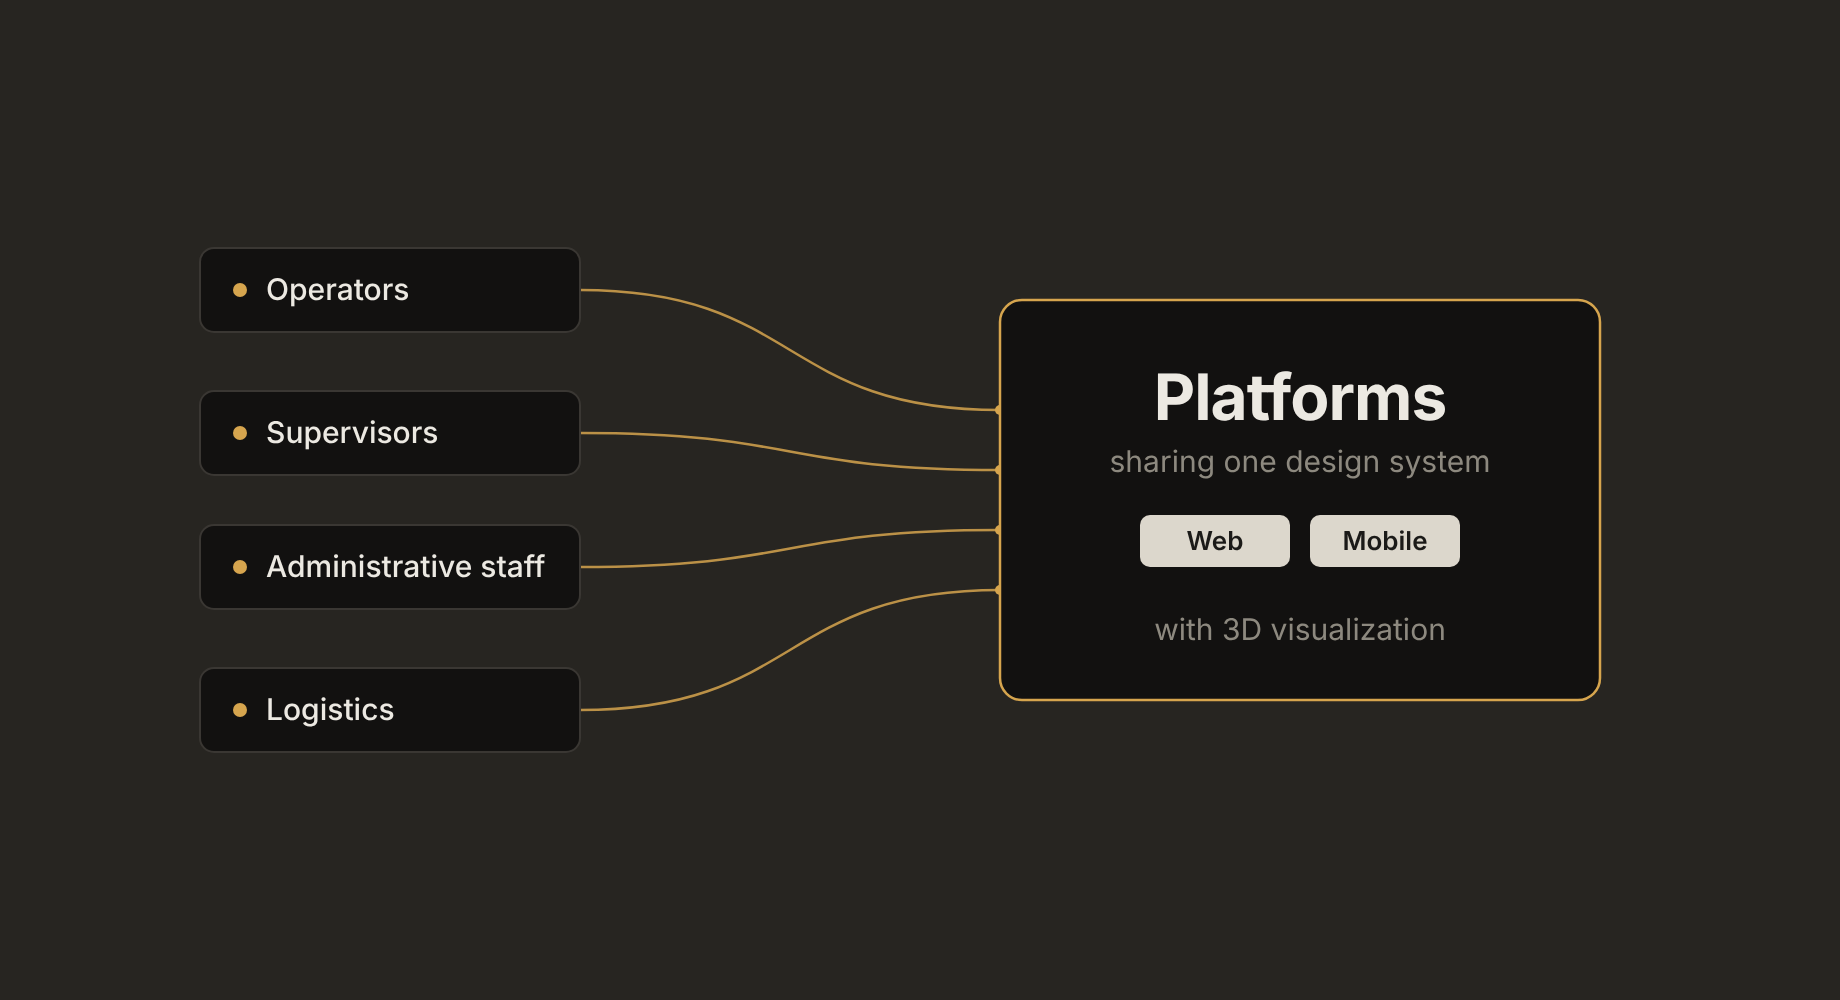 Operators
Supervisors
Administrative staff
Logistics
Platforms
sharing one design system
Web
Mobile
with 3D visualization